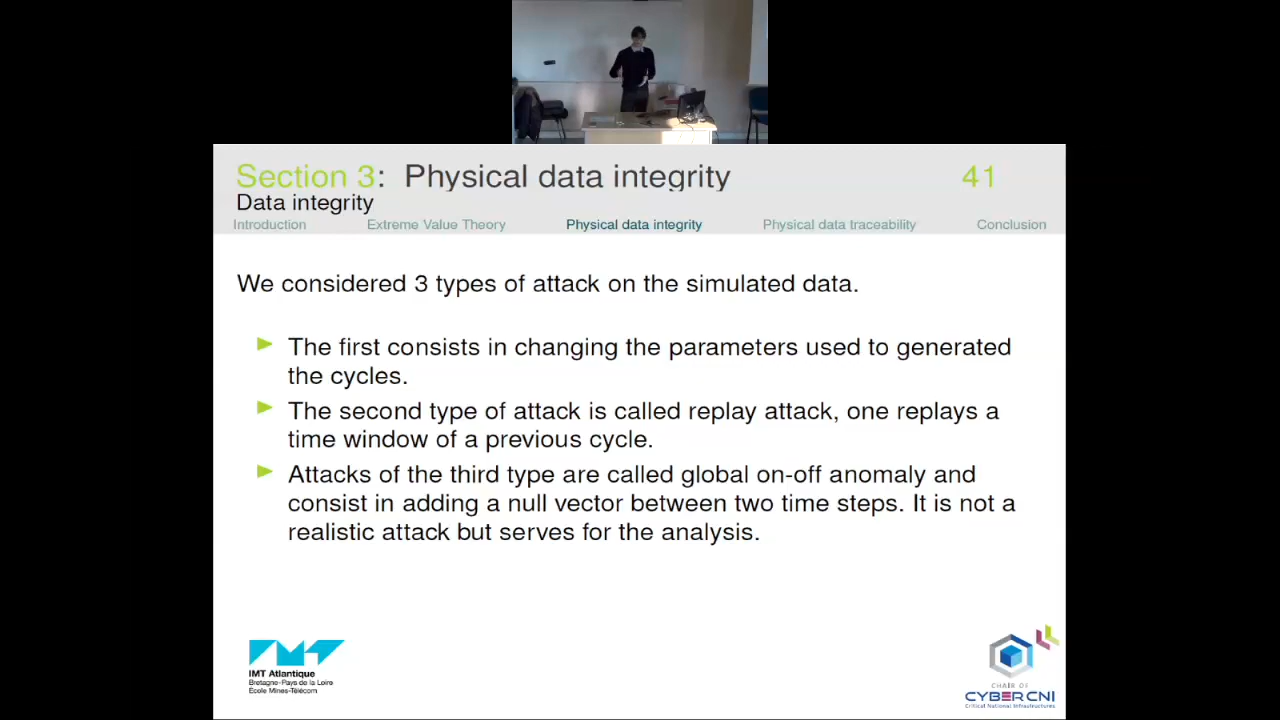 Section 3: Physical data integrity 41
Data integrity
Introduction Extreme Value Theory Physical data integrity Physical data traceability Conclusion
We considered 3 types of attack on the simulated data.
The first consists in changing the parameters used to generated
the cycles.
The second type of attack is called replay attack, one replays a
time window of a previous cycle.
Attacks of the third type are called global on-off anomaly and
consist in adding a null vector between two time steps. It is not a
realistic attack but serves for the analysis.
IMT Atlantique
Bretagne-Pays de la Loire
École Mines-Télécom
CHAIR OF
CYBERCNI
Critical National Infrastructures